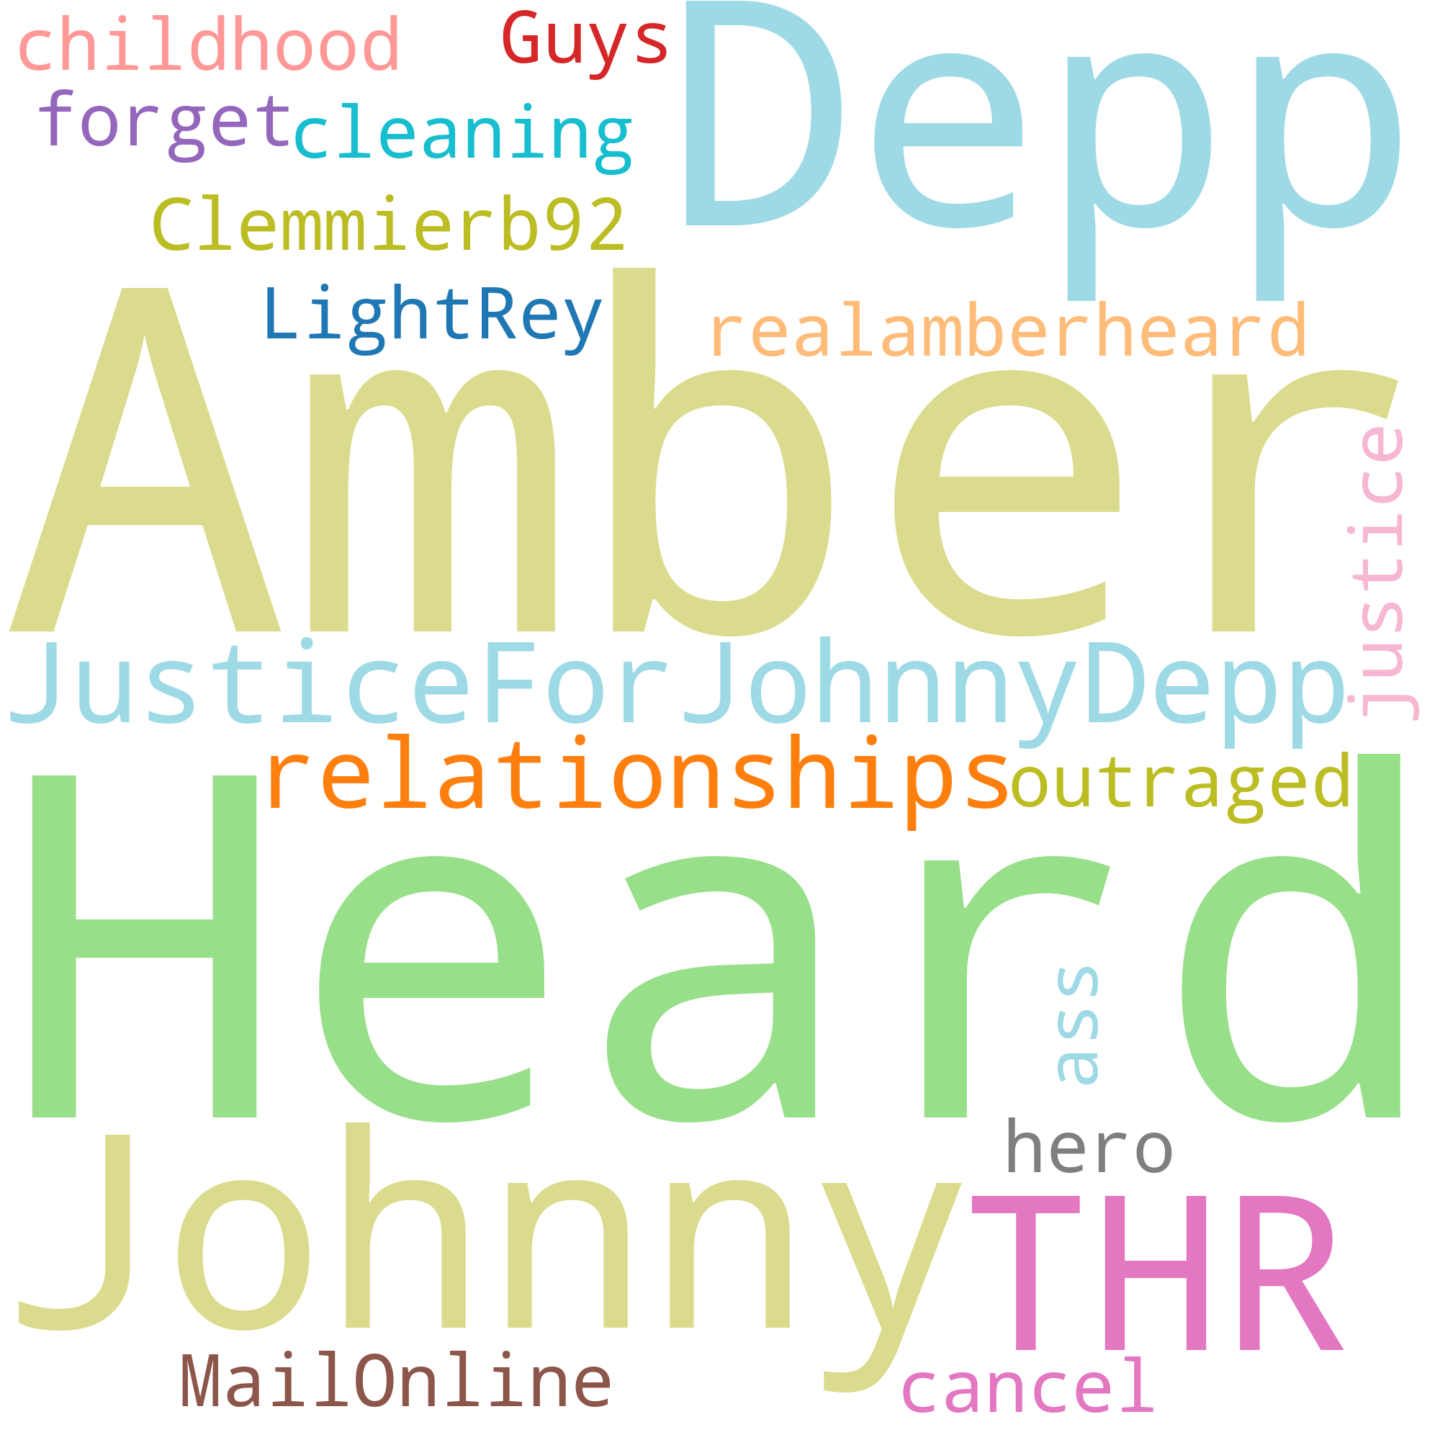 childhood
Guys
Depp
forget
cleaning
Clemmierb92
LightRey
realamberheard
Amber
justice
JusticeForJohnnyDepp
relationships
outraged
Heard
ass
hero
Johnny
THR
MailOnline
cancel